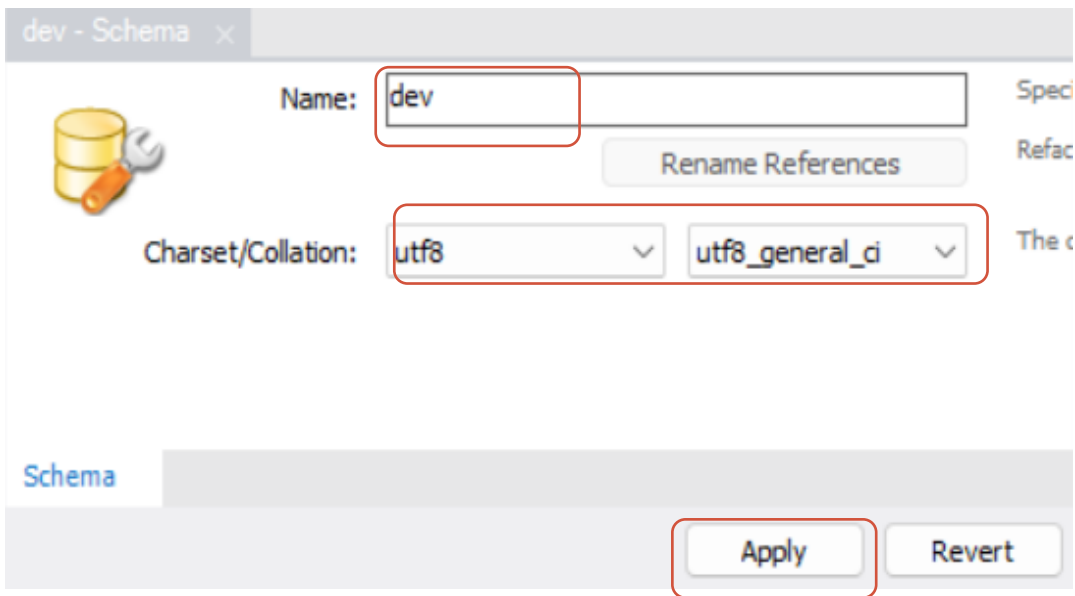 dev - Schema ×
Name: dev Speci
Rename References Refac
Charset/Collation: utf8 utf8_general_ci The c
Schema
Apply Revert